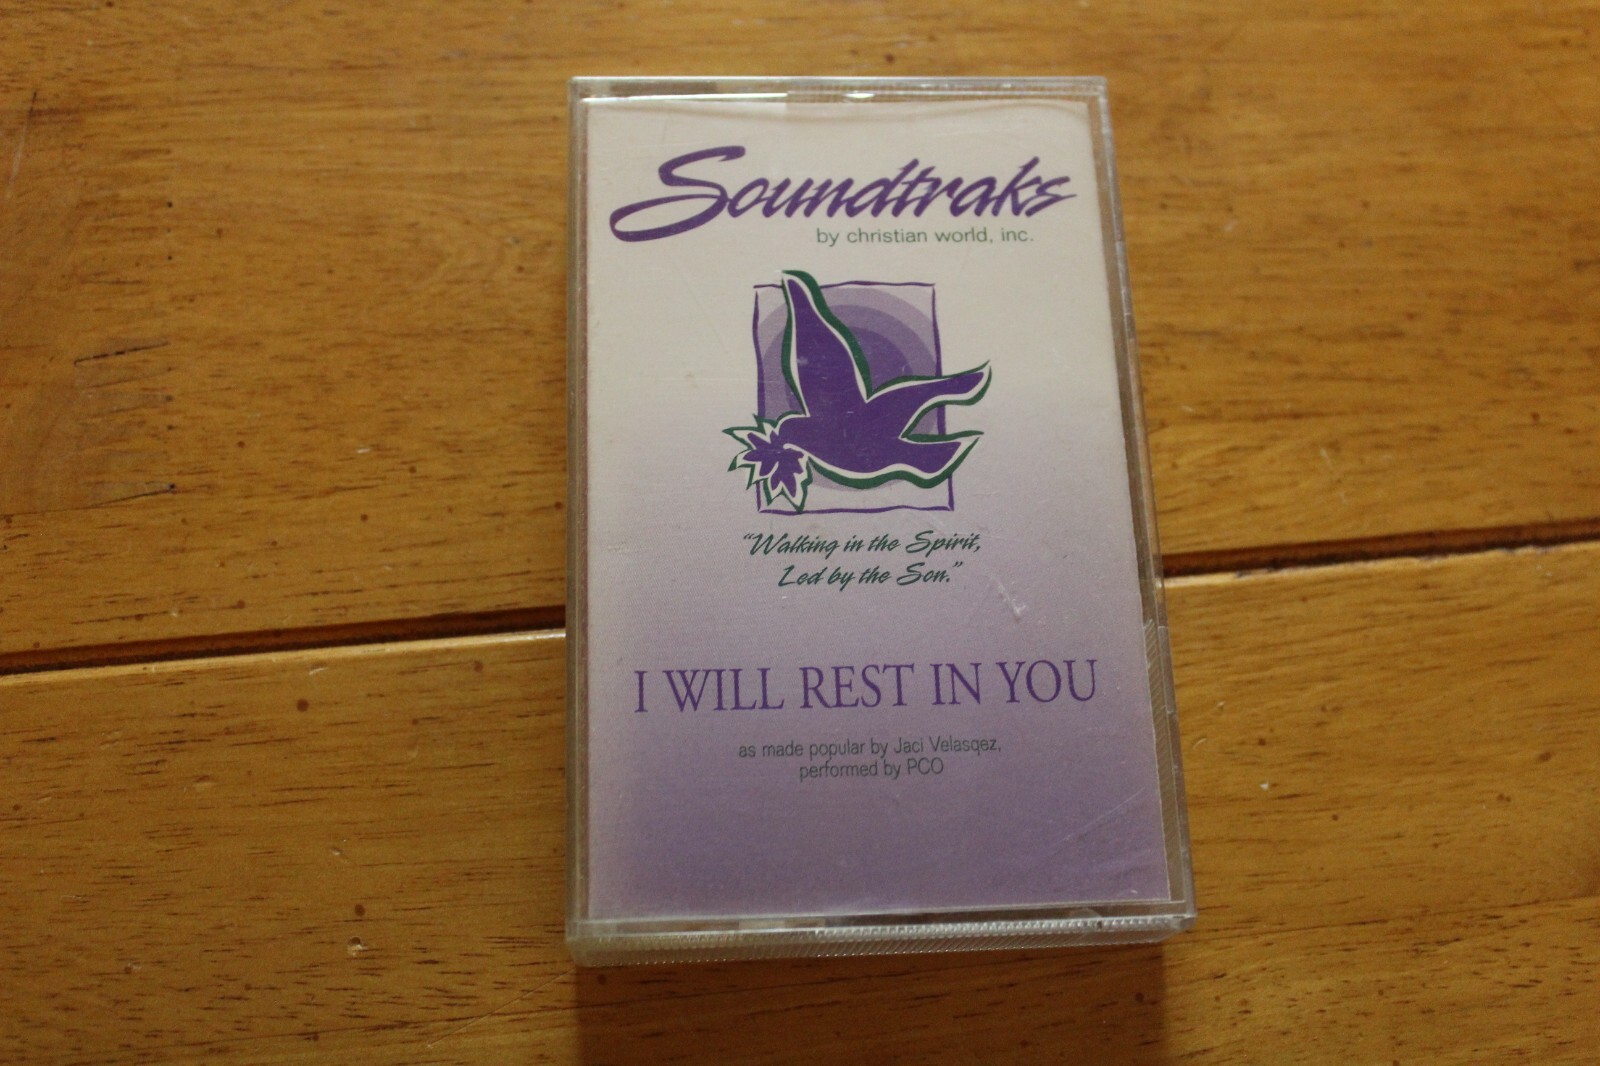 Soundtraks
by christian world, inc.
"Walking in the Spirit,
Led by the Son."
I WILL REST IN YOU
as made popular by Jaci Velasqez,
performed by PCO